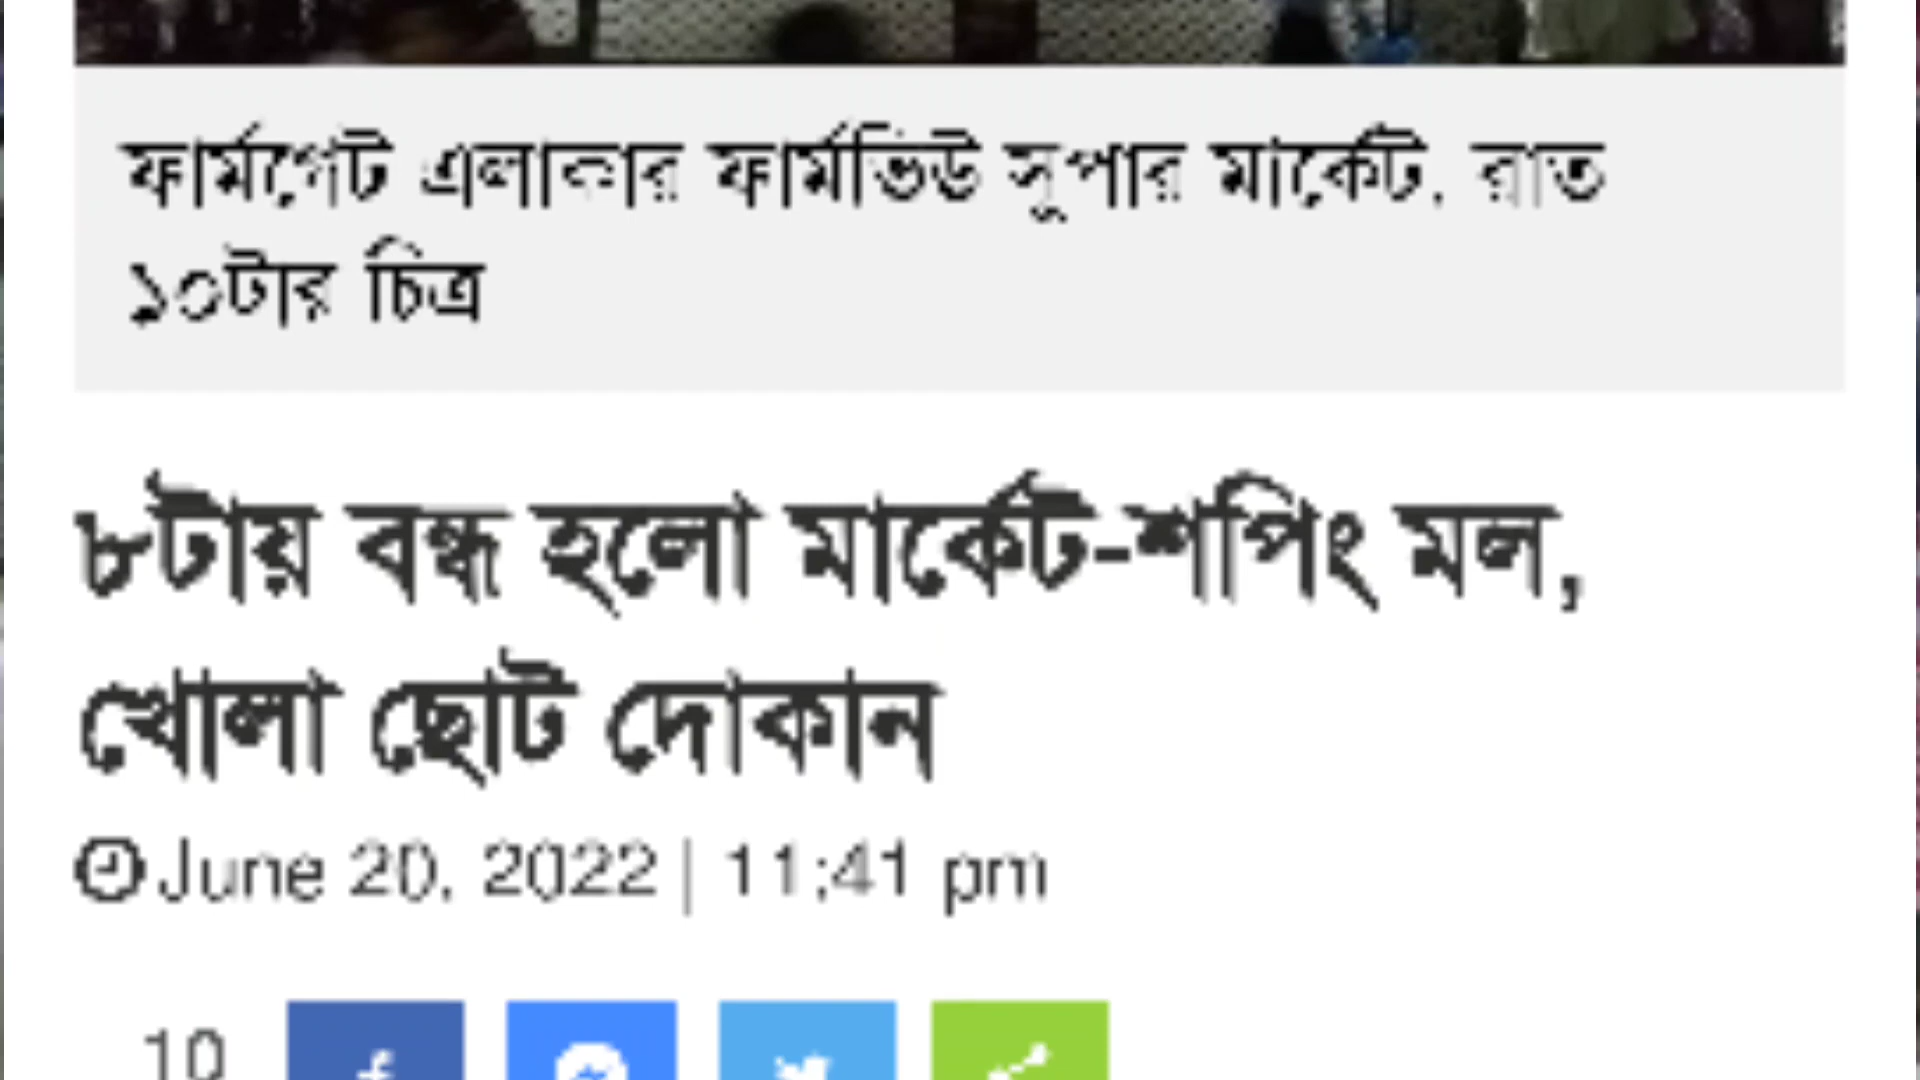 ফার্মগেট এলাকার ফার্মভিউ সুপার মার্কেট. রাত
১০টার চিত্র
৮টায় বন্ধ হলো মার্কেট-শপিং মল,
খোলা ছোট দোকান
June 20, 2022 | 11:41 pm
10